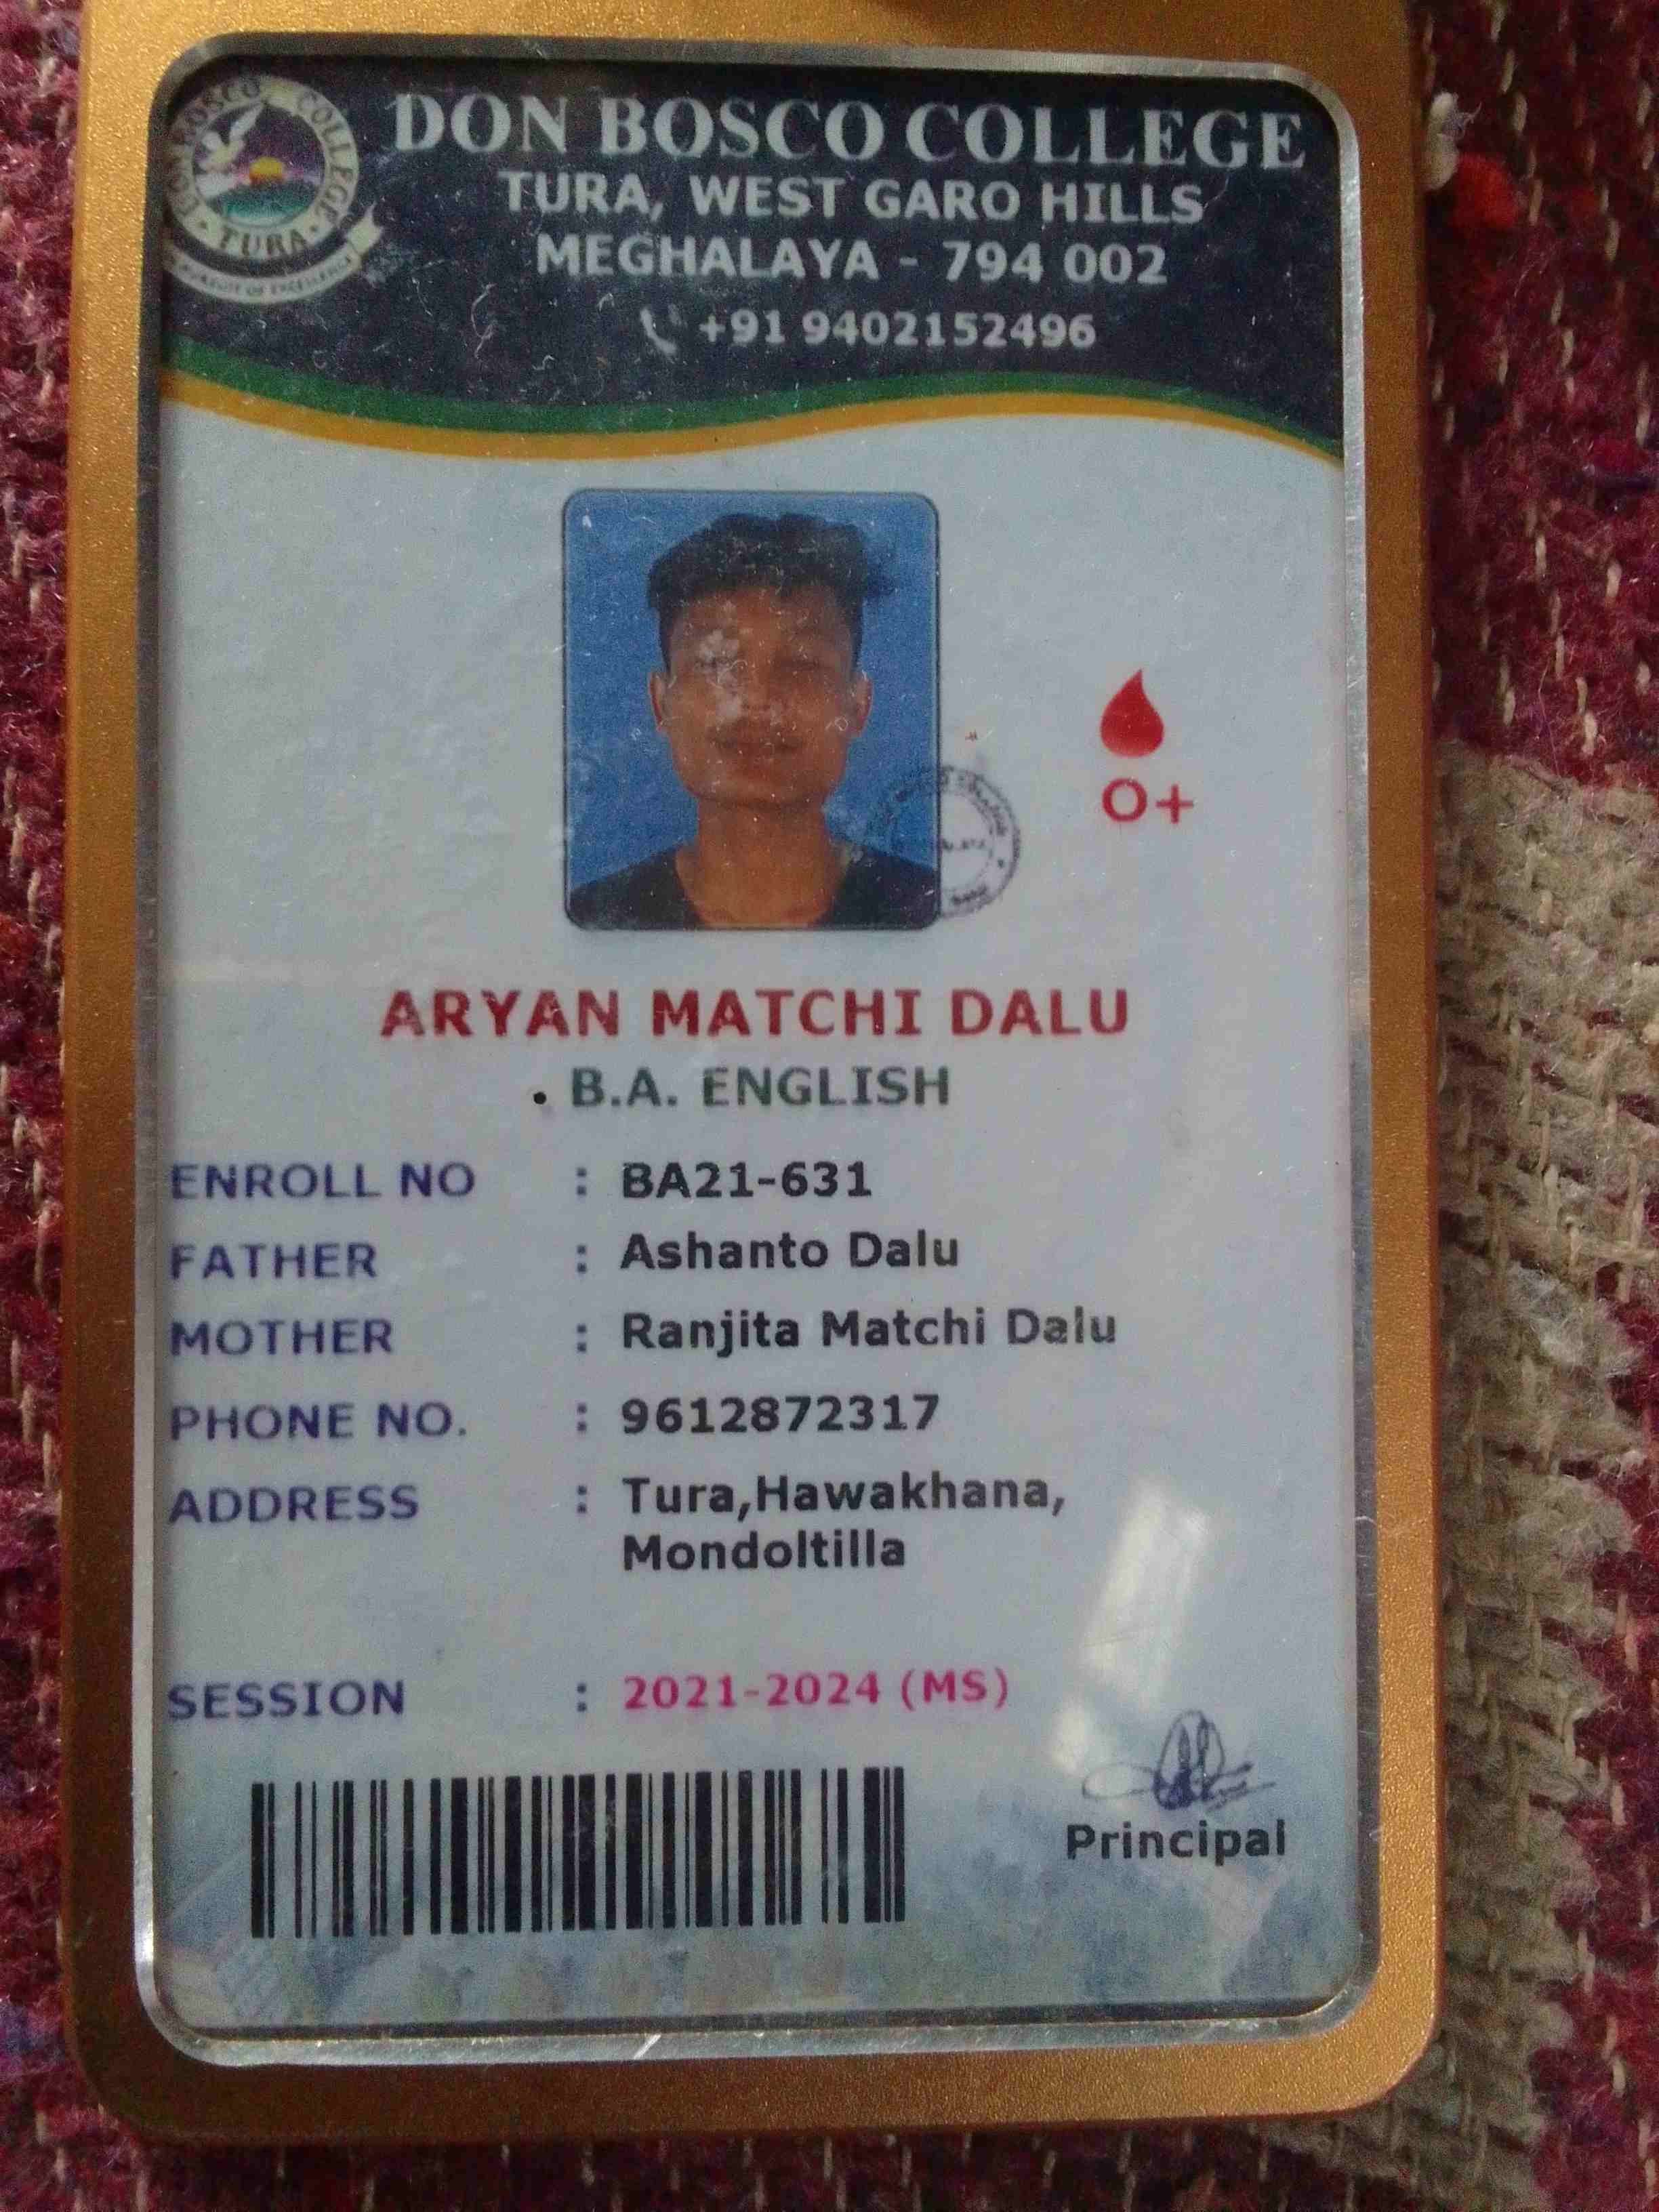 DON BOSCO COLLEGE
TURA, WEST GARO HILLS
MEGHALAYA - 794 002
+91 9402152496
DON BOSCO COLLEGE
· TURA ·
O+
ARYAN MATCHI DALU
. B.A. ENGLISH
ENROLL NO : BA21-631
FATHER : Ashanto Dalu
MOTHER : Ranjita Matchi Dalu
PHONE NO. : 9612872317
ADDRESS : Tura,Hawakhana,
Mondoltilla
SESSION : 2021-2024 (MS)
Principal